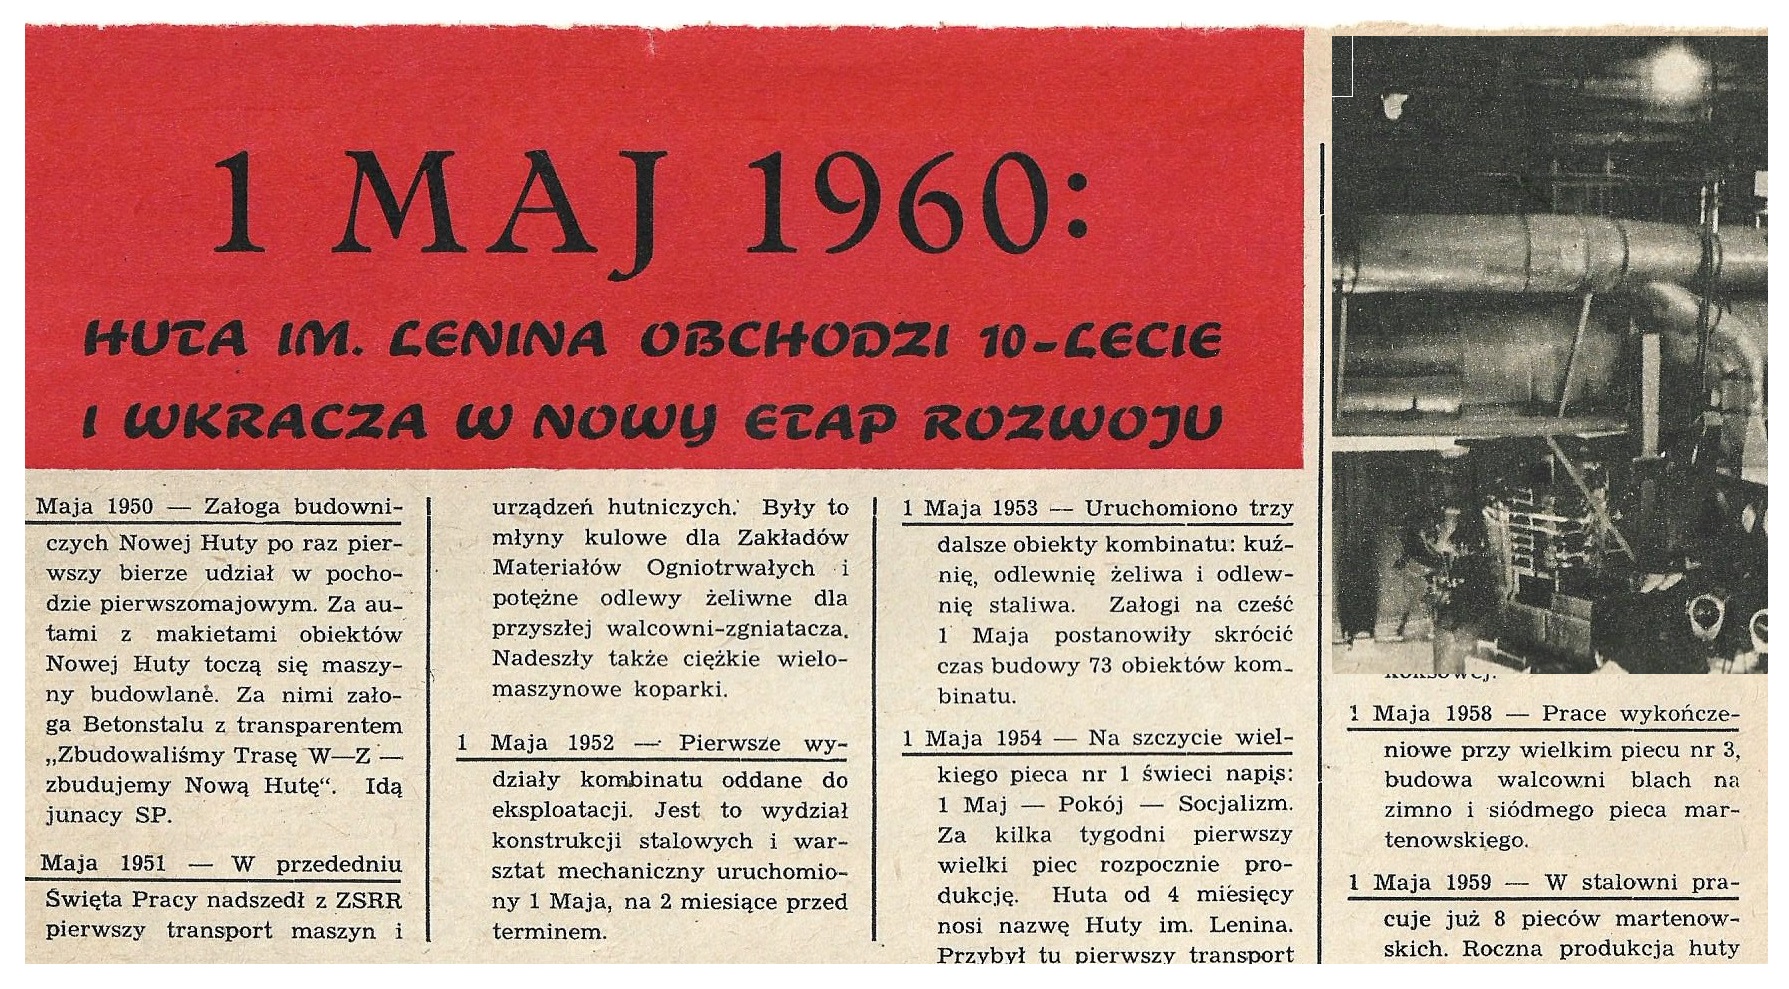 1 MAJ 1960:
HUTA IM. LENINA OBCHODZI 10-LECIE
I WKRACZA W NOWY ETAP ROZWOJU
Maja 1950 — Załoga budowni-
czych Nowej Huty po raz pier-
wszy bierze udział w pocho-
dzie pierwszomajowym. Za au-
tami z makietami obiektów
Nowej Huty toczą się maszy-
ny budowlane. Za nimi zało-
ga Betonstalu z transparentem
„Zbudowaliśmy Trasę W—Z —
zbudujemy Nową Hutę“. Idą
junacy SP.
Maja 1951 — W przededniu
Święta Pracy nadszedł z ZSRR
pierwszy transport maszyn i
urządzeń hutniczych. Były to
młyny kulowe dla Zakładów
Materiałów Ogniotrwałych i
potężne odlewy żeliwne dla
przyszłej walcowni-zgniatacza.
Nadeszły także ciężkie wielo-
maszynowe koparki.
1 Maja 1952 — Pierwsze wy-
działy kombinatu oddane do
eksploatacji. Jest to wydział
konstrukcji stalowych i war-
sztat mechaniczny uruchomio-
ny 1 Maja, na 2 miesiące przed
terminem.
1 Maja 1953 — Uruchomiono trzy
dalsze obiekty kombinatu: kuź-
nię, odlewnię żeliwa i odlew-
nię staliwa. Załogi na cześć
1 Maja postanowiły skrócić
czas budowy 73 obiektów kom-
binatu.
1 Maja 1954 — Na szczycie wiel-
kiego pieca nr 1 świeci napis:
1 Maj — Pokój — Socjalizm.
Za kilka tygodni pierwszy
wielki piec rozpocznie pro-
dukcję. Huta od 4 miesięcy
nosi nazwę Huty im. Lenina.
Przybył tu pierwszy transport
1 Maja 1958 — Prace wykończe-
niowe przy wielkim piecu nr 3,
budowa walcowni blach na
zimno i siódmego pieca mar-
tenowskiego.
1 Maja 1959 — W stalowni pra-
cuje już 8 pieców martenow-
skich. Roczna produkcja huty